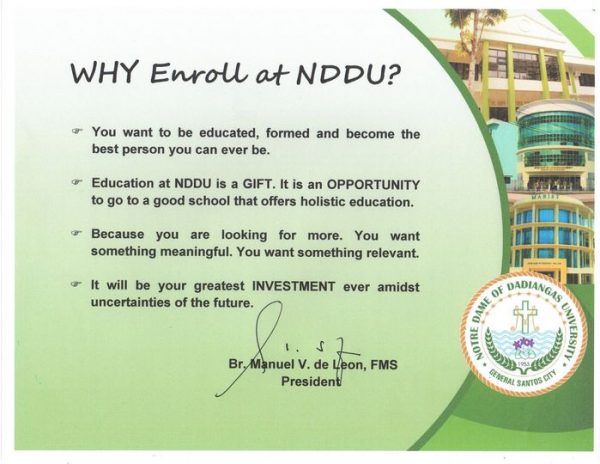 WHY Enroll at NDDU?
You want to be educated, formed and become the
best person you can ever be.
Education at NDDU is a GIFT. It is an OPPORTUNITY
to go to a good school that offers holistic education.
Because you are looking for more. You want
something meaningful. You want something relevant.
It will be your greatest INVESTMENT ever amidst
uncertainties of the future.
Br. Manuel V. de Leon, FMS
President
MARIST
NOTRE DAME OF DADIANGAS UNIVERSITY
1953
GENERAL SANTOS CITY